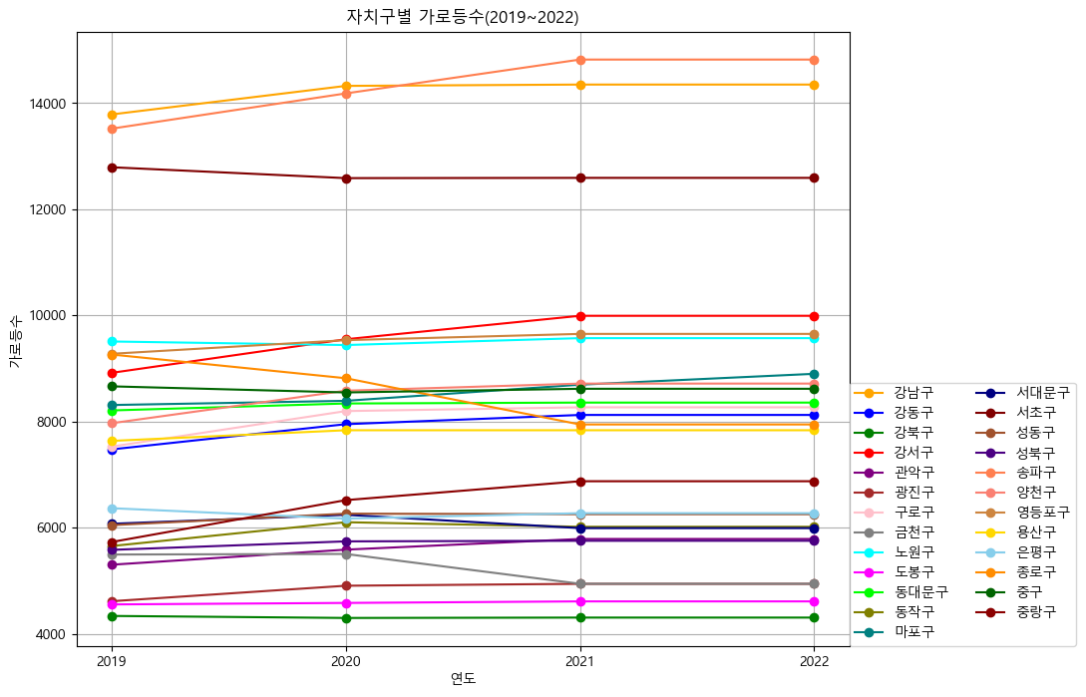 자치구별 가로등수(2019~2022)
가로등수
14000
12000
10000
8000
6000
4000
2019 2020 2021 2022
연도
강남구
강동구
강북구
강서구
관악구
광진구
구로구
금천구
노원구
도봉구
동대문구
동작구
마포구
서대문구
서초구
성동구
성북구
송파구
양천구
영등포구
용산구
은평구
종로구
중구
중랑구